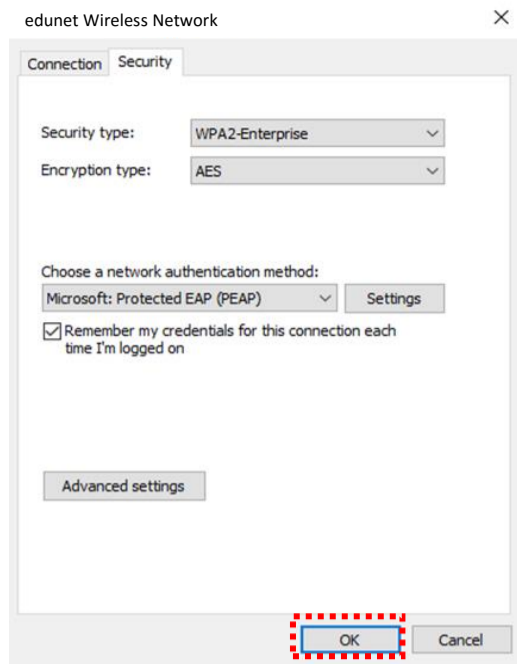 edunet Wireless Network
Connection Security
Security type: WPA2-Enterprise
Encryption type: AES
Choose a network authentication method:
Microsoft: Protected EAP (PEAP) Settings
Remember my credentials for this connection each
time I'm logged on
Advanced settings
OK Cancel